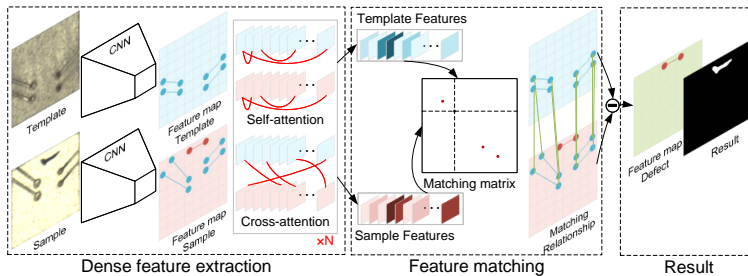 CNN
Template
Feature map
Template
Self-attention
CNN
Sample
Feature map
Sample
Cross-attention
×N
Dense feature extraction
Template Features
Matching matrix
Sample Features
Matching
Relationship
Feature matching
Feature map
Defect
Result
Result